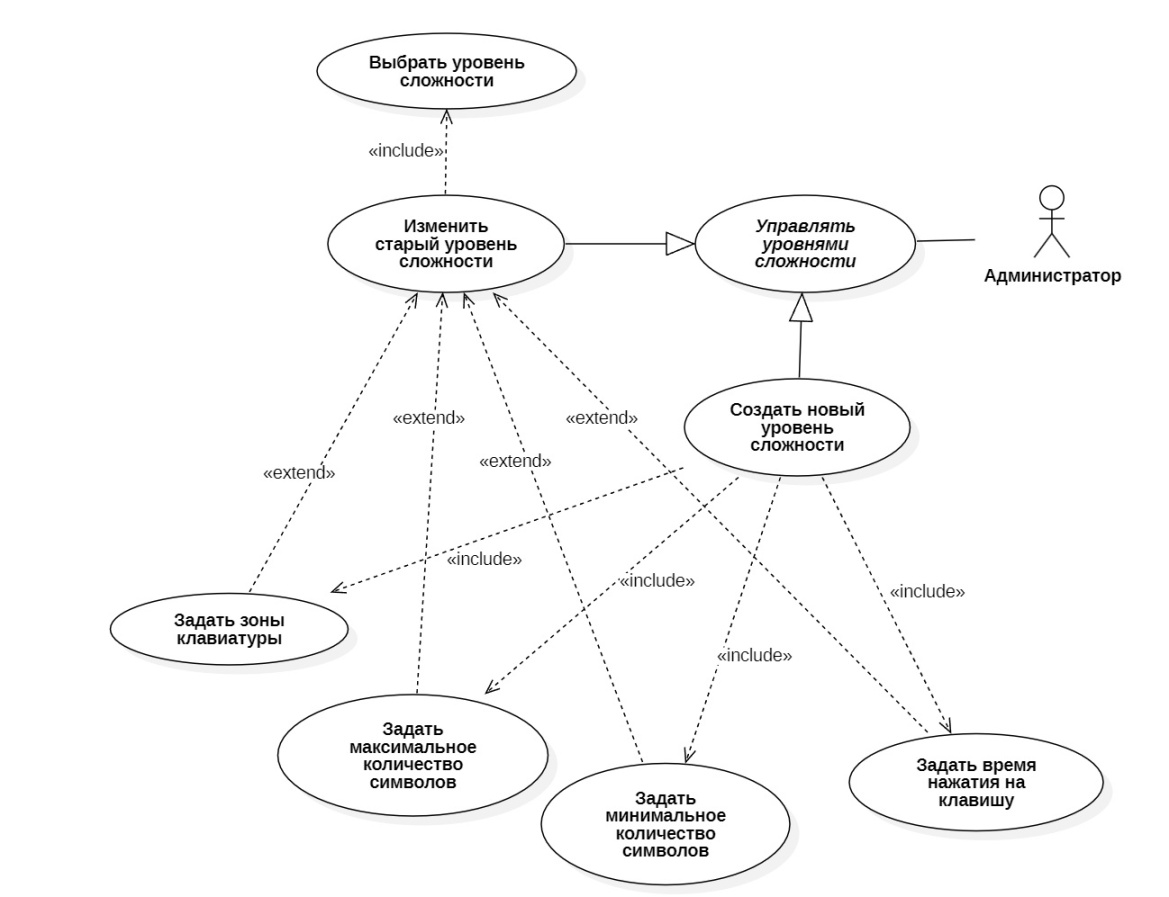 Выбрать уровень
сложности
«include»
Изменить
старый уровень
сложности
Управлять
уровнями
сложности
Администратор
Создать новый
уровень
сложности
«extend»
«extend»
«extend»
«extend»
«include»
«include»
«include»
«include»
Задать зоны
клавиатуры
Задать
максимальное
количество
символов
Задать
минимальное
количество
символов
Задать время
нажатия на
клавишу